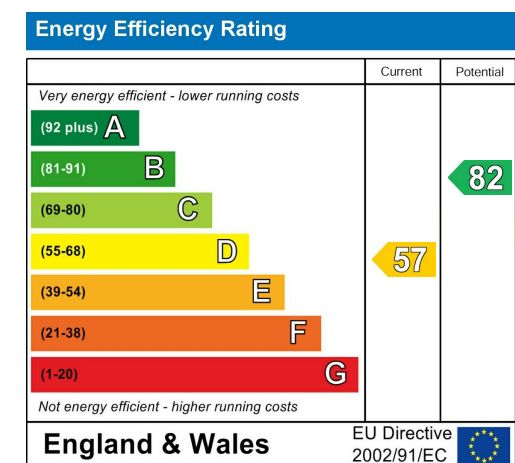 Energy Efficiency Rating
Current Potential
Very energy efficient - lower running costs
(92 plus) A
(81-91) B
82
(69-80) C
(55-68) D
57
(39-54) E
(21-38) F
(1-20) G
Not energy efficient - higher running costs
England & Wales
EU Directive
2002/91/EC